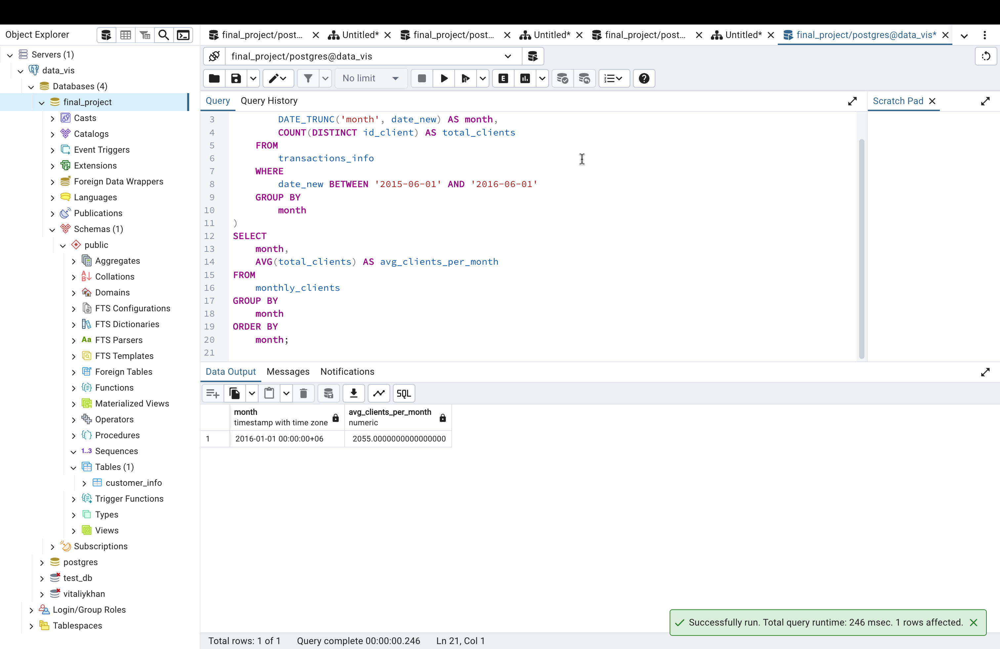 Object Explorer
final_project/post...
Untitled*
final_project/post...
Untitled*
final_project/post...
Untitled*
final_project/postgres@data_vis*
Servers (1)
data_vis
Databases (4)
final_project
Casts
Catalogs
Event Triggers
Extensions
Foreign Data Wrappers
Languages
Publications
Schemas (1)
public
Aggregates
Collations
Domains
FTS Configurations
FTS Dictionaries
Aa FTS Parsers
FTS Templates
Foreign Tables
Functions
Materialized Views
Operators
Procedures
1..3 Sequences
Tables (1)
customer_info
Trigger Functions
Types
Views
Subscriptions
postgres
test_db
vitaliykhan
Login/Group Roles
Tablespaces
final_project/postgres@data_vis
No limit
E
Query
Query History
Scratch Pad
3 DATE_TRUNC('month', date_new) AS month,
4 COUNT(DISTINCT id_client) AS total_clients
5 FROM
6 transactions_info
7 WHERE
8 date_new BETWEEN '2015-06-01' AND '2016-06-01'
9 GROUP BY
10 month
11 )
12 SELECT
13 month,
14 AVG(total_clients) AS avg_clients_per_month
15 FROM
16 monthly_clients
17 GROUP BY
18 month
19 ORDER BY
20 month;
21
Data Output
Messages
Notifications
SQL
month
timestamp with time zone
avg_clients_per_month
numeric
1
2016-01-01 00:00:00+06
2055.0000000000000000
Successfully run. Total query runtime: 246 msec. 1 rows affected.
Total rows: 1 of 1
Query complete 00:00:00.246
Ln 21, Col 1